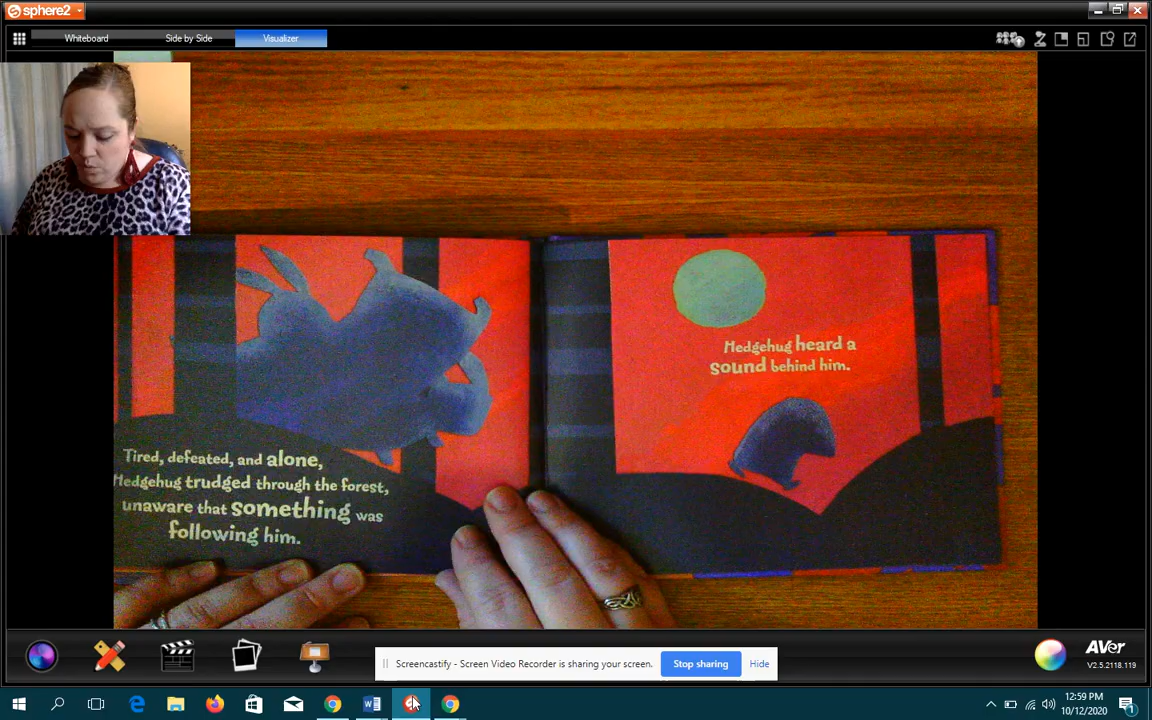 sphere2
Whiteboard
Side by Side
Visualizer
Tired, defeated, and alone,
Hedgehug trudged through the forest,
unaware that something was
following him.
Hedgehug heard a
sound behind him.
Screencastify - Screen Video Recorder is sharing your screen.
Stop sharing
Hide
AVer
V2.5.2118.119
12:59 PM
10/12/2020
1